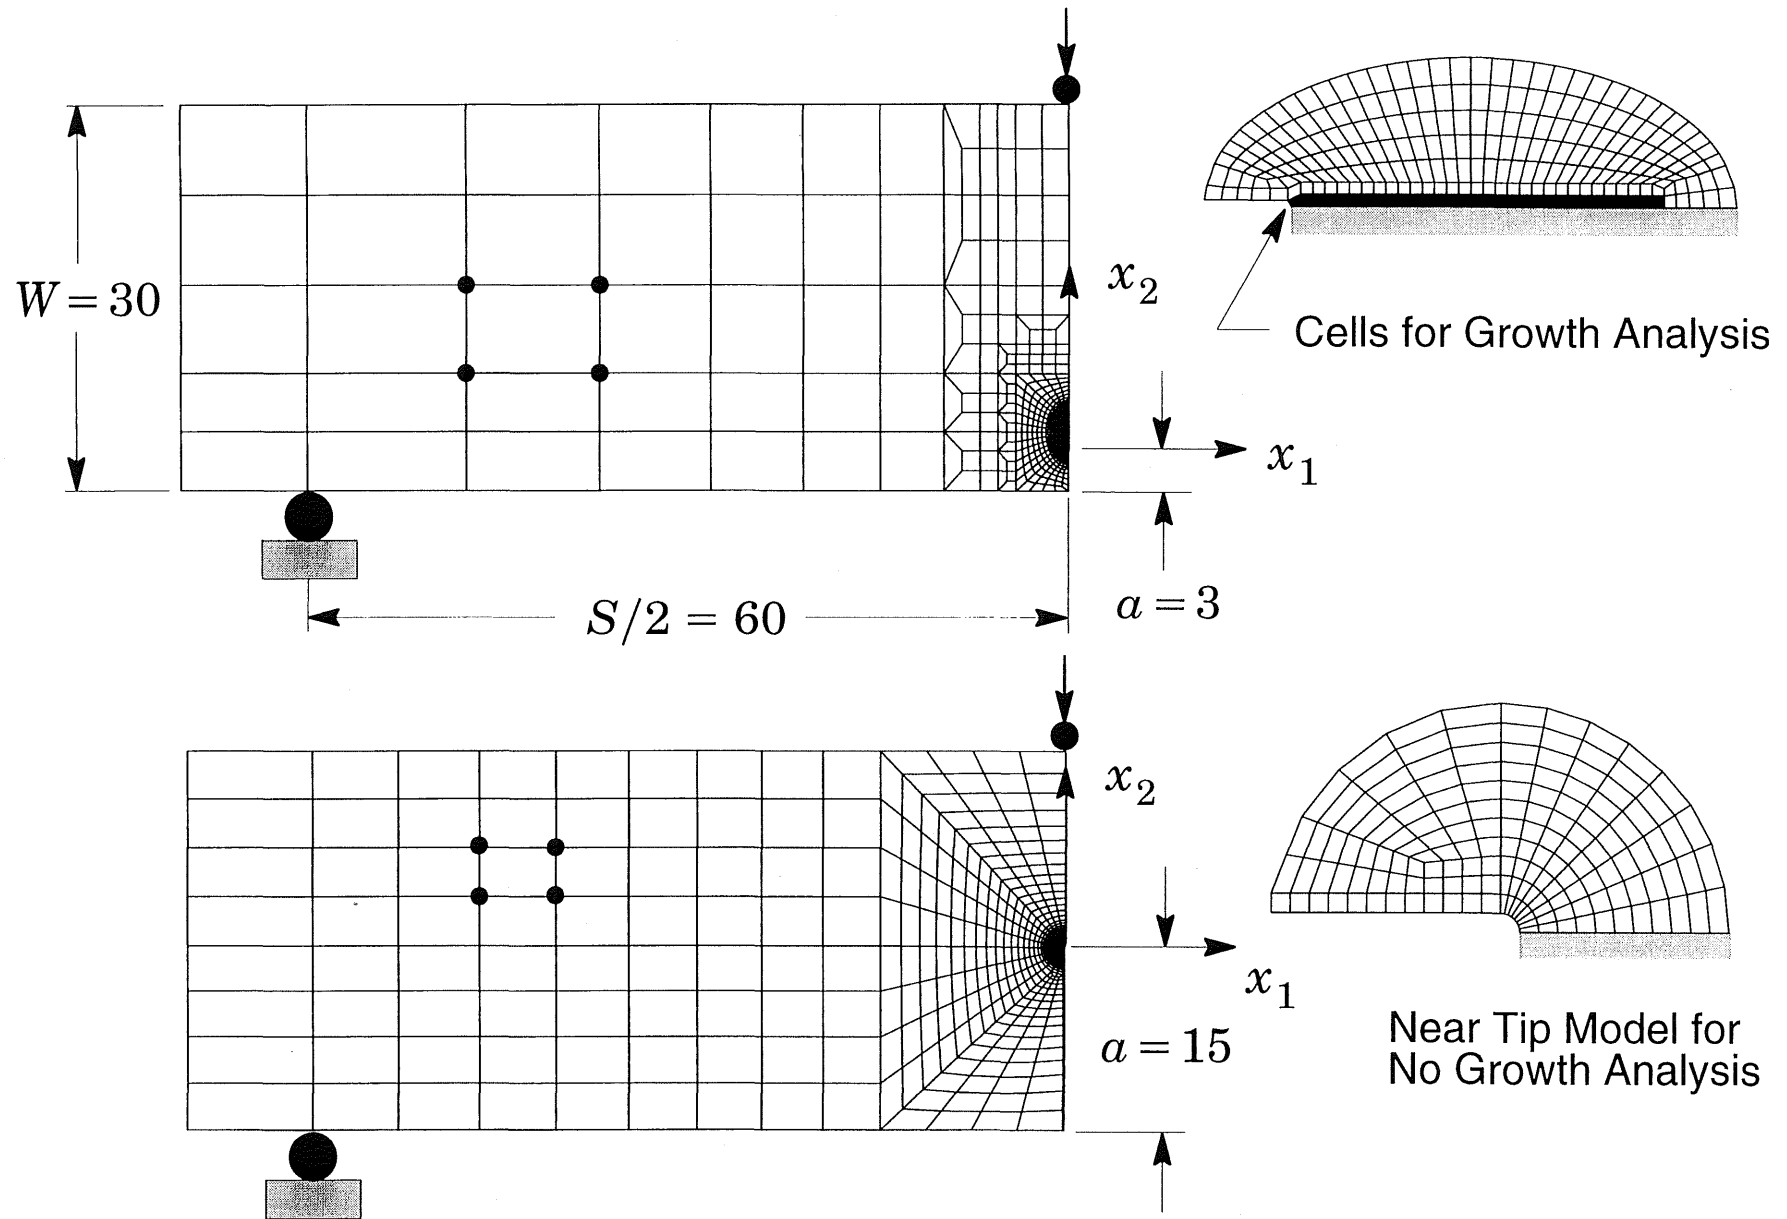 x2
W = 30
Cells for Growth Analysis
x1
a = 3
S/2 = 60
x2
x1
Near Tip Model for
No Growth Analysis
a = 15